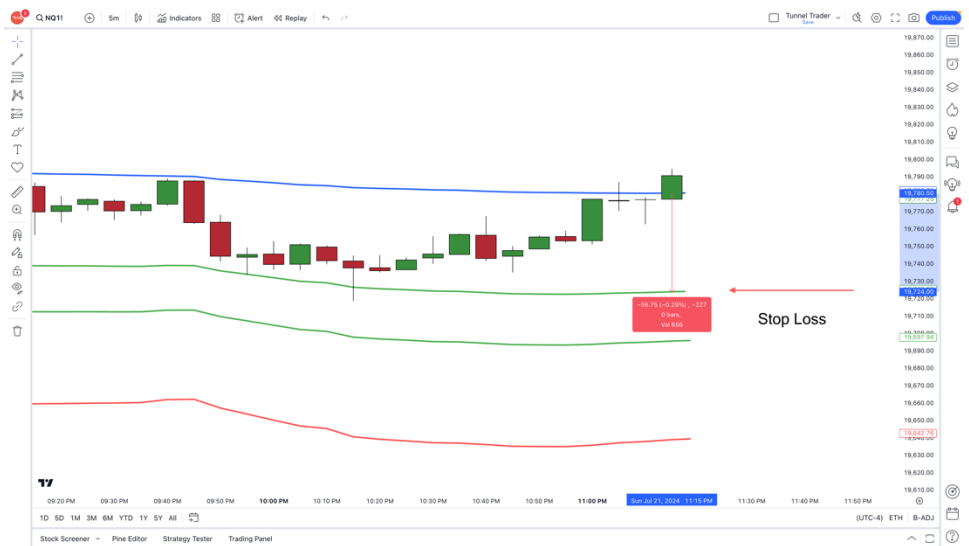 NQ1!
5m
Indicators
Alert
Replay
Tunnel Trader
Save
Publish
19,870.00
19,860.00
19,850.00
19,840.00
19,830.00
19,820.00
19,810.00
19,800.00
19,790.00
19,780.50
19,777.25
19,770.00
19,760.00
19,750.00
19,740.00
19,730.00
19,724.00
19,720.00
19,710.00
19,697.94
19,690.00
19,680.00
19,670.00
19,660.00
19,650.00
19,642.76
19,630.00
19,620.00
19,610.00
−56.75 (−0.29%) , −227
0 bars,
Vol 656
Stop Loss
09:20 PM 09:30 PM 09:40 PM 09:50 PM 10:00 PM 10:10 PM 10:20 PM 10:30 PM 10:40 PM 10:50 PM 11:00 PM Sun Jul 21, 2024 11:15 PM 11:30 PM 11:40 PM 11:50 PM
1D 5D 1M 3M 6M YTD 1Y 5Y All (UTC-4) ETH B-ADJ
Stock Screener Pine Editor Strategy Tester Trading Panel